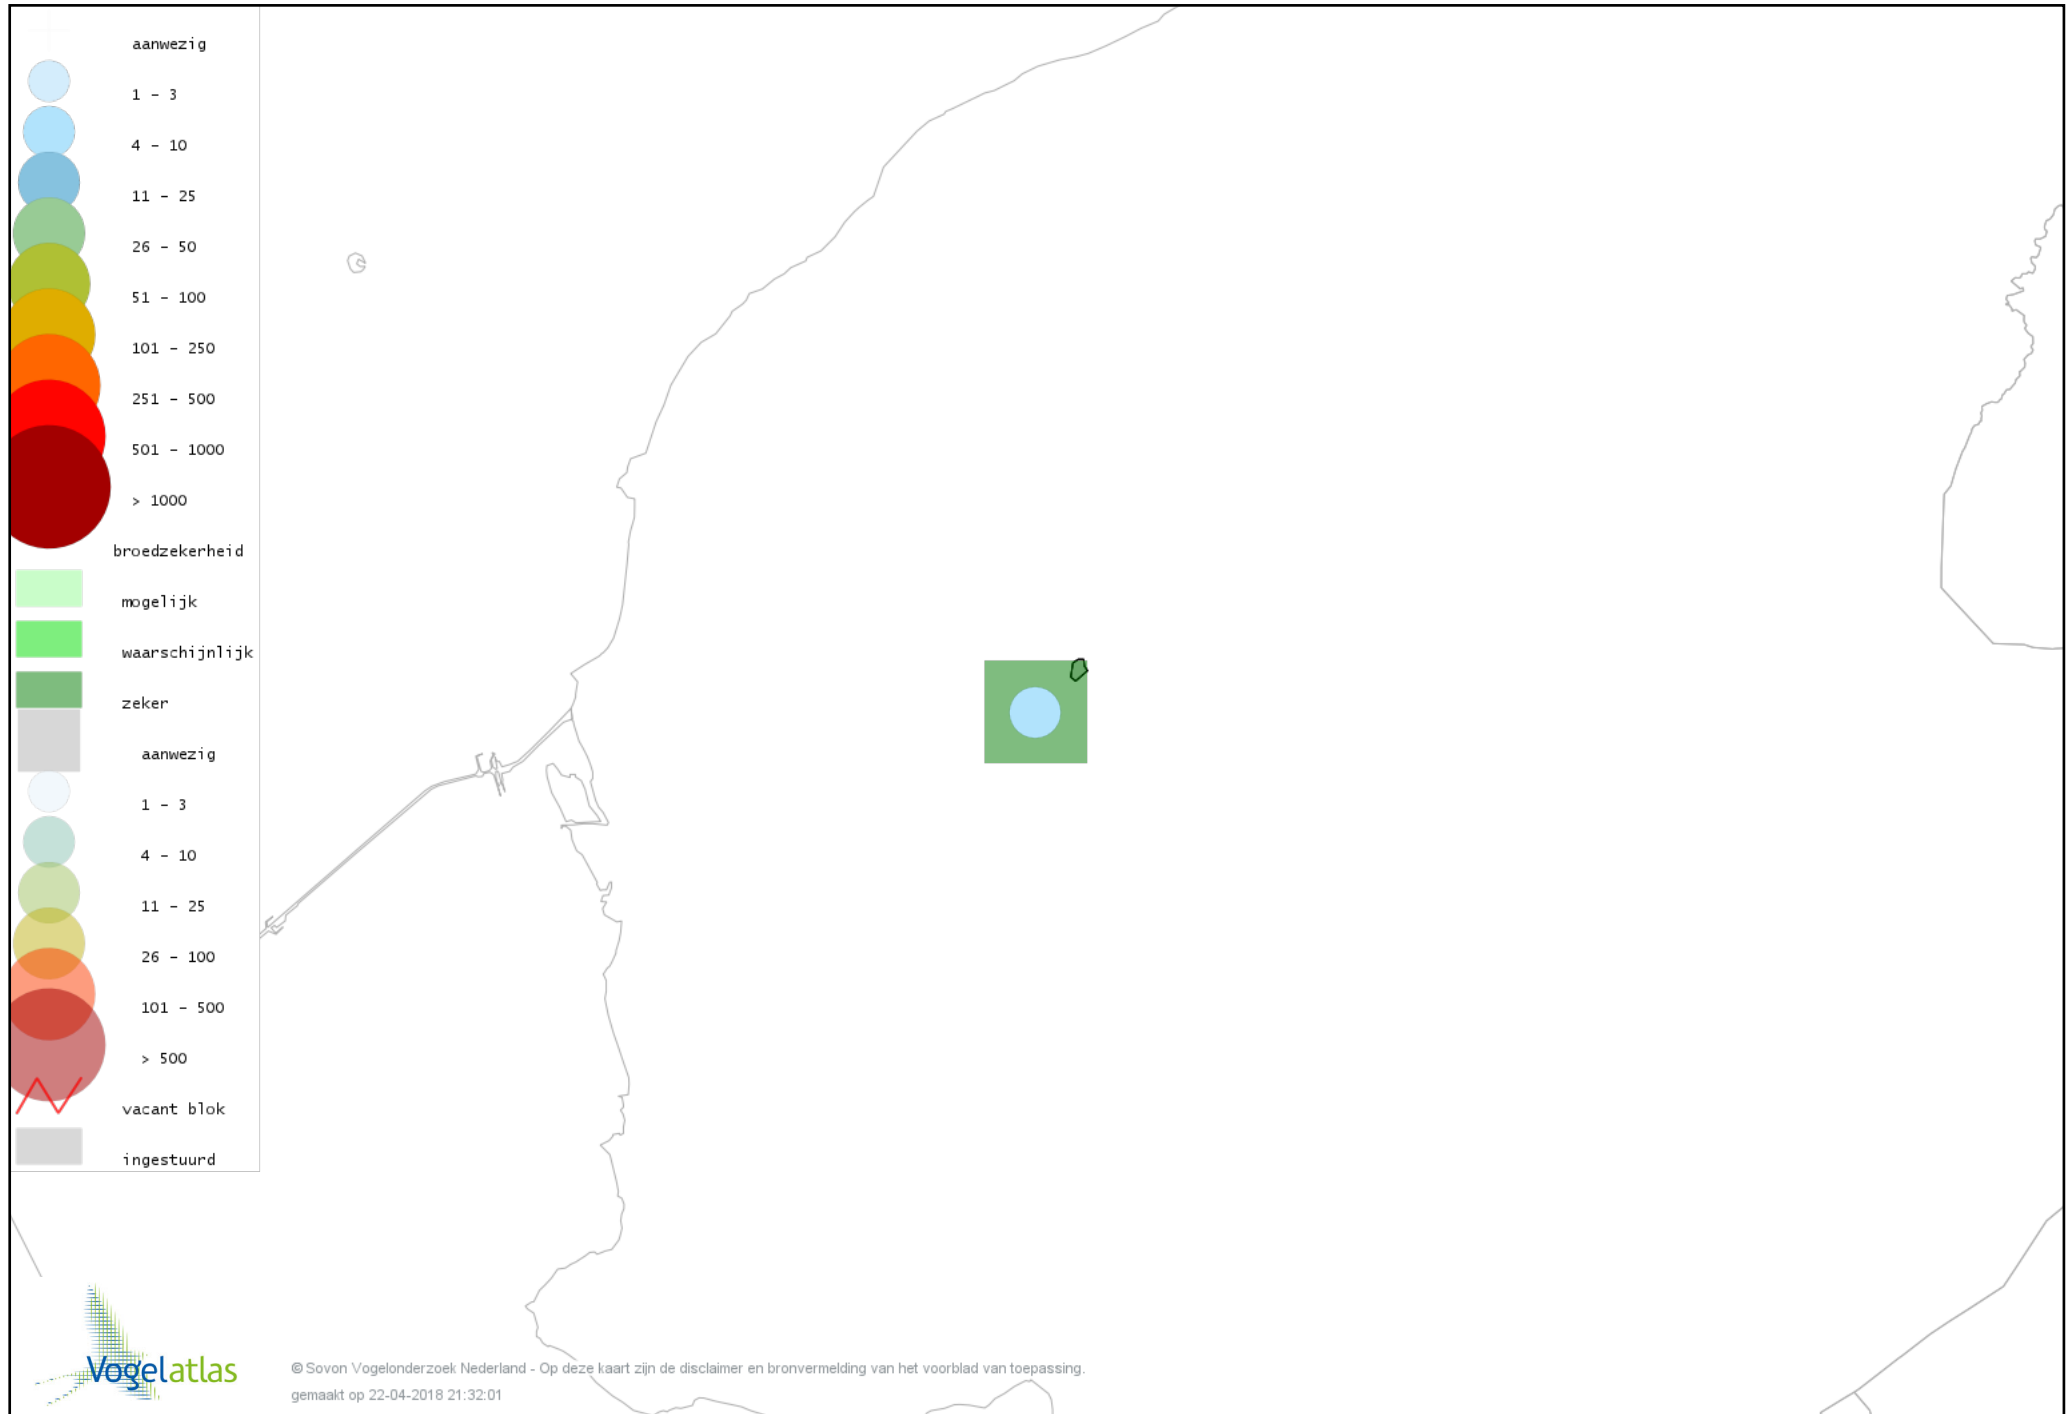 aanwezig
1 - 3
4 - 10
11 - 25
26 - 50
51 - 100
101 - 250
251 - 500
501 - 1000
> 1000
broedzekerheid
mogelijk
waarschijnlijk
zeker
aanwezig
1 - 3
4 - 10
11 - 25
26 - 100
101 - 500
> 500
vacant blok
ingestuurd
Vogelatlas
© Sovon Vogelonderzoek Nederland - Op deze kaart zijn de disclaimer en bronvermelding van het voorblad van toepassing.
gemaakt op 22-04-2018 21:32:01